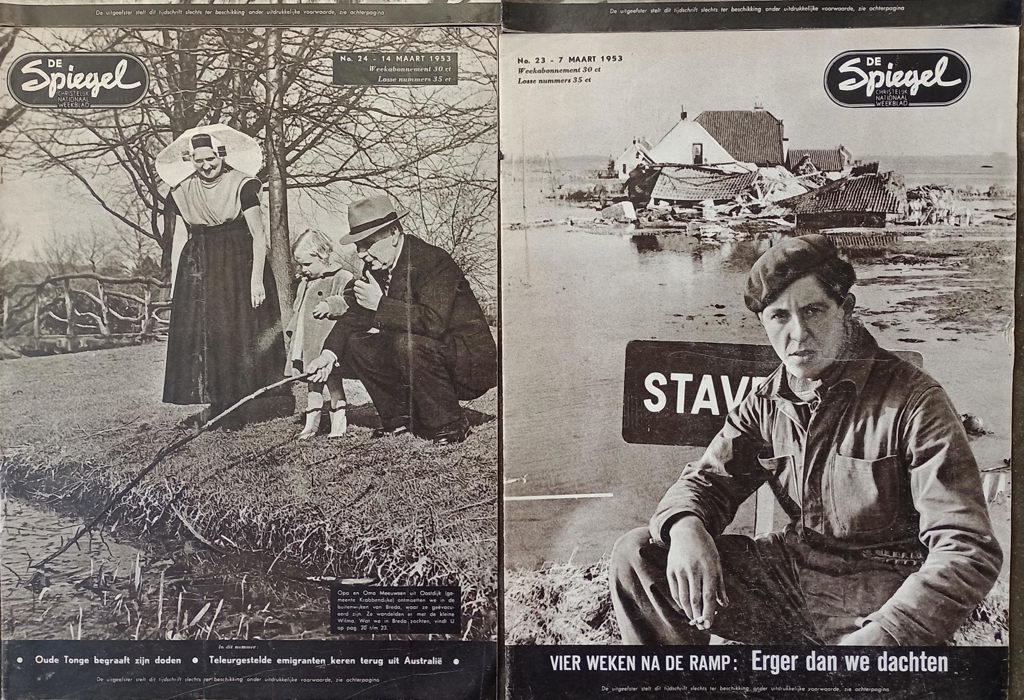 De uitgeefster stelt dit tijdschrift slechts ter beschikking onder uitdrukkelijke voorwaarde, zie achterpagina
DE
Spiegel
CHRISTELIJK
NATIONAAL
WEEKBLAD
No. 24 - 14 MAART 1953
Weekabonnement 30 ct
Losse nummers 35 ct
Opa en Oma Meeuwsen uit Oostdijk (ge-
meente Krabbendijke) ontmoetten we in de
buitenwijken van Breda, waar ze geëvacu-
eerd zijn. Ze wandelden er met de kleine
Wilma. Wat we in Breda zochten, vindt U
op pag. 20 t/m 23.
In dit nummer
• Oude Tonge begraaft zijn doden • Teleurgestelde emigranten keren terug uit Australië •
De uitgeefster stelt dit tijdschrift slechts ter beschikking onder uitdrukkelijke voorwaarde, zie achterpagina
De uitgeefster stelt dit tijdschrift slechts ter beschikking onder uitdrukkelijke voorwaarde, zie achterpagina
No. 23 - 7 MAART 1953
Weekabonnement 30 ct
Losse nummers 35 ct
DE
Spiegel
CHRISTELIJK
NATIONAAL
WEEKBLAD
STAV
VIER WEKEN NA DE RAMP: Erger dan we dachten
De uitgeefster stelt dit tijdschrift slechts ter beschikking onder uitdrukkelijke voorwaarde, zie achterpagina